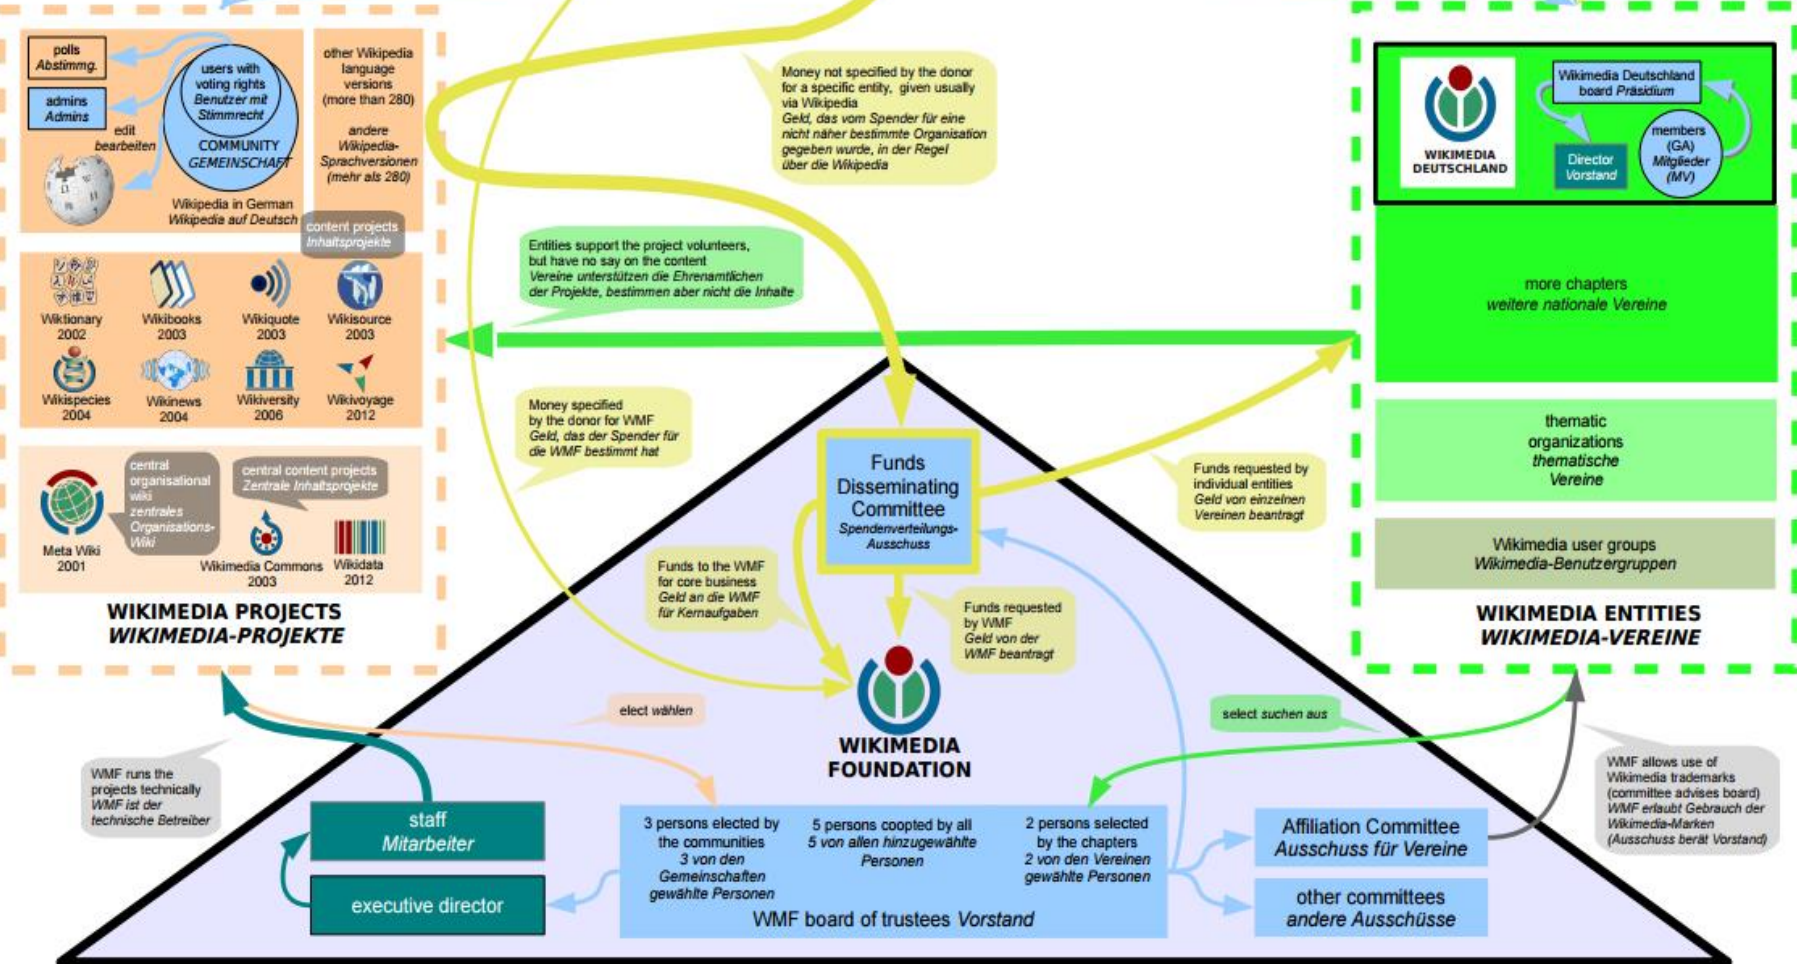 polls
Abstimmg.
admins
Admins
edit
bearbeiten
users with
voting rights
Benutzer mit
Stimmrecht
COMMUNITY
GEMEINSCHAFT
Wikipedia in German
Wikipedia auf Deutsch
other Wikipedia
language
versions
(more than 280)
andere
Wikipedia-
Sprachversionen
(mehr als 280)
content projects
Inhaltsprojekte
Wiktionary
2002
Wikibooks
2003
Wikiquote
2003
Wikisource
2003
Wikispecies
2004
Wikinews
2004
Wikiversity
2006
Wikivoyage
2012
central
organisational
wiki
zentrales
Organisations-
Wiki
central content projects
Zentrale Inhaltsprojekte
Meta Wiki
2001
Wikimedia Commons
2003
Wikidata
2012
WIKIMEDIA PROJECTS
WIKIMEDIA-PROJEKTE
Money not specified by the donor
for a specific entity, given usually
via Wikipedia
Geld, das vom Spender für eine
nicht näher bestimmte Organisation
gegeben wurde, in der Regel
über die Wikipedia
Entities support the project volunteers,
but have no say on the content
Vereine unterstützen die Ehrenamtlichen
der Projekte, bestimmen aber nicht die Inhalte
Money specified
by the donor for WMF
Geld, das der Spender für
die WMF bestimmt hat
Funds
Disseminating
Committee
Spendenverteilungs-
Ausschuss
Funds requested by
individual entities
Geld von einzelnen
Vereinen beantragt
Funds to the WMF
for core business
Geld an die WMF
für Kernaufgaben
Funds requested
by WMF
Geld von der
WMF beantragt
WIKIMEDIA
FOUNDATION
WIKIMEDIA
DEUTSCHLAND
Wikimedia Deutschland
board Präsidium
Director
Vorstand
members
(GA)
Mitglieder
(MV)
more chapters
weitere nationale Vereine
thematic
organizations
thematische
Vereine
Wikimedia user groups
Wikimedia-Benutzergruppen
WIKIMEDIA ENTITIES
WIKIMEDIA-VEREINE
elect wählen
select suchen aus
WMF runs the
projects technically
WMF ist der
technische Betreiber
WMF allows use of
Wikimedia trademarks
(committee advises board)
WMF erlaubt Gebrauch der
Wikimedia-Marken
(Ausschuss berät Vorstand)
staff
Mitarbeiter
executive director
3 persons elected by
the communities
3 von den
Gemeinschaften
gewählte Personen
5 persons coopted by all
5 von allen hinzugewählte
Personen
2 persons selected
by the chapters
2 von den Vereinen
gewählte Personen
WMF board of trustees Vorstand
Affiliation Committee
Ausschuss für Vereine
other committees
andere Ausschüsse